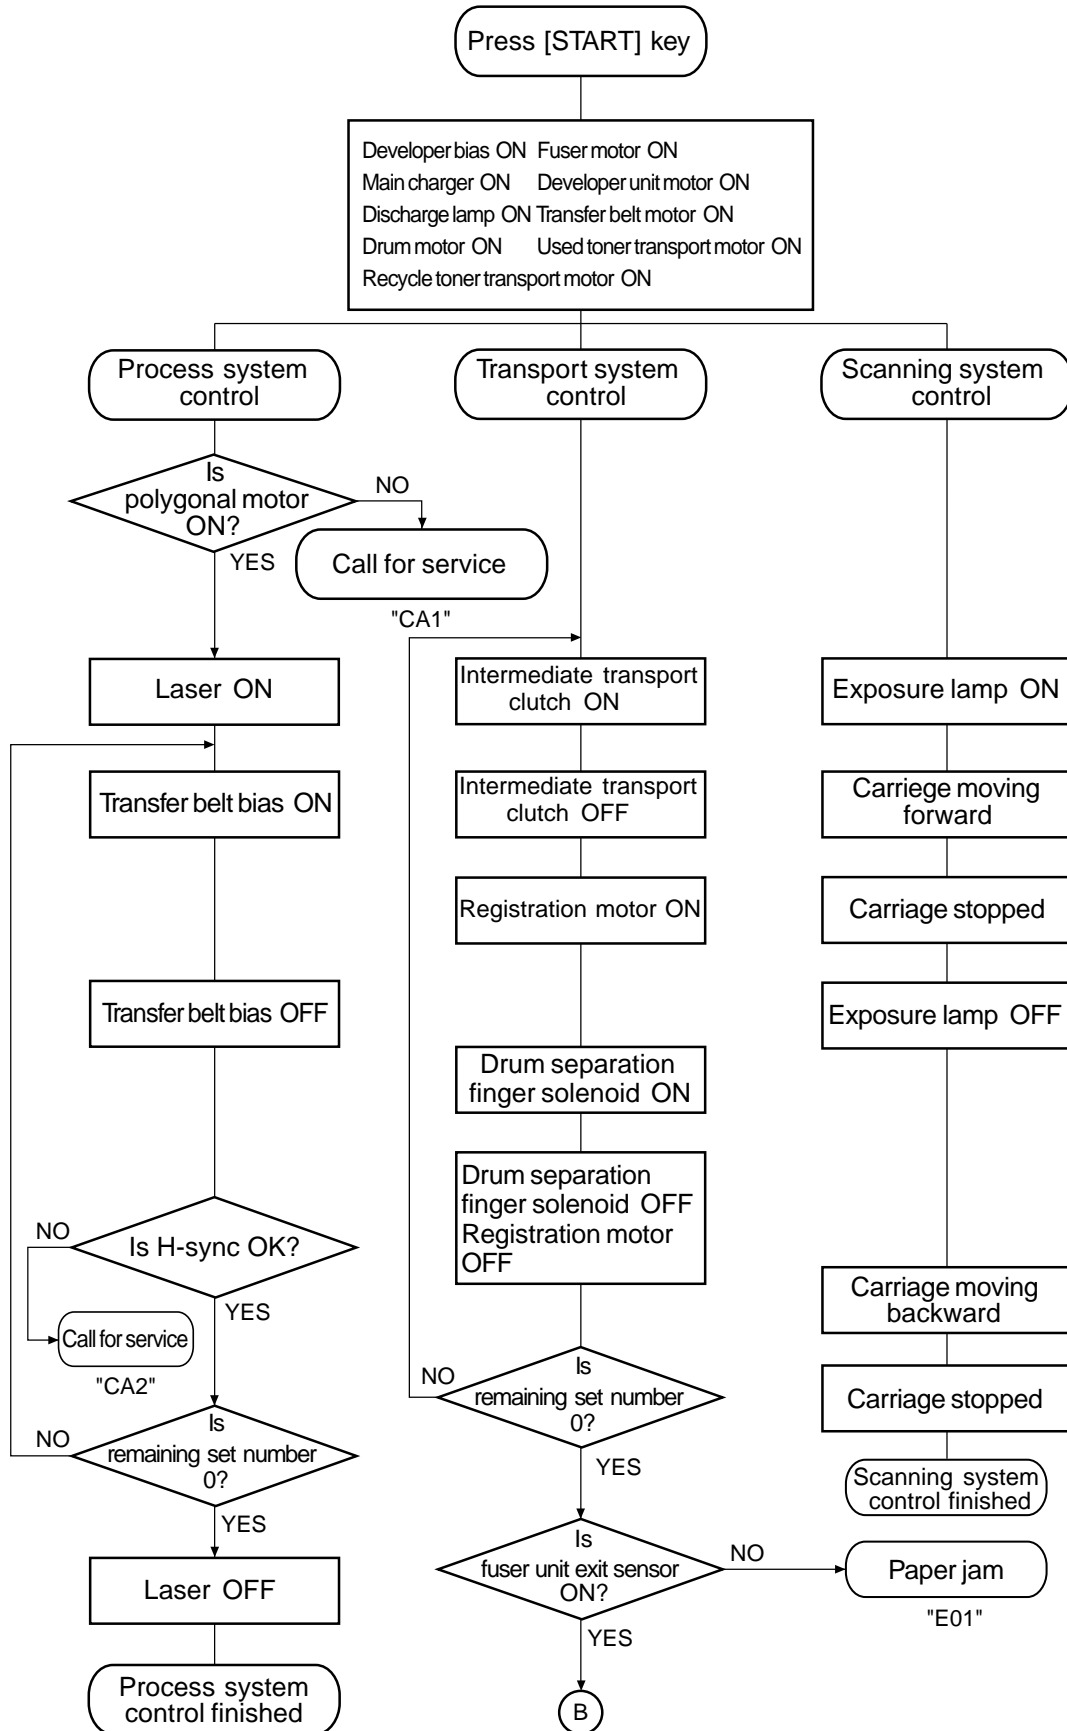 Press [START] key
Developer bias ON Fuser motor ON
Main charger ON Developer unit motor ON
Discharge lamp ON Transfer belt motor ON
Drum motor ON Used toner transport motor ON
Recycle toner transport motor ON
Process system
control
Transport system
control
Scanning system
control
Is
polygonal motor
ON?
NO
YES
Call for service
"CA1"
Laser ON
Transfer belt bias ON
Transfer belt bias OFF
NO
Is H-sync OK?
YES
Call for service
"CA2"
NO
Is
remaining set number
0?
YES
Laser OFF
Process system
control finished
Intermediate transport
clutch ON
Intermediate transport
clutch OFF
Registration motor ON
Drum separation
finger solenoid ON
Drum separation
finger solenoid OFF
Registration motor
OFF
NO
Is
remaining set number
0?
YES
Is
fuser unit exit sensor
ON?
NO
Paper jam
"E01"
YES
B
Exposure lamp ON
Carriege moving
forward
Carriage stopped
Exposure lamp OFF
Carriage moving
backward
Carriage stopped
Scanning system
control finished